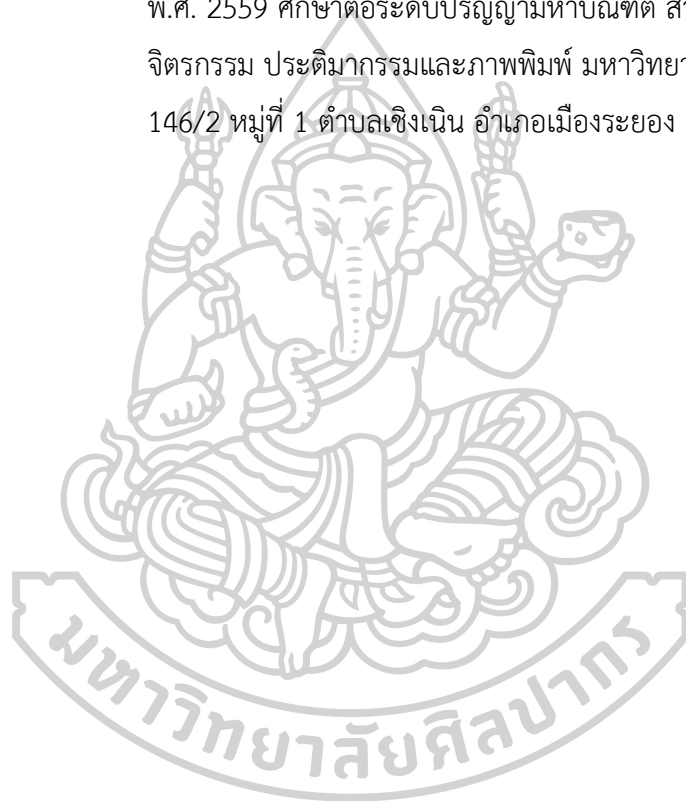 พ.ศ. 2559 ศึกษาต่อระดับปริญญามหาบัณฑิต
จิตรกรรม ประติมากรรมและภาพพิมพ์
146/2 หมู่ที่ 1 ตำบลเชิงเนิน อำเภอเมืองระยอง
มหาวิทยาลัยศิลปากร